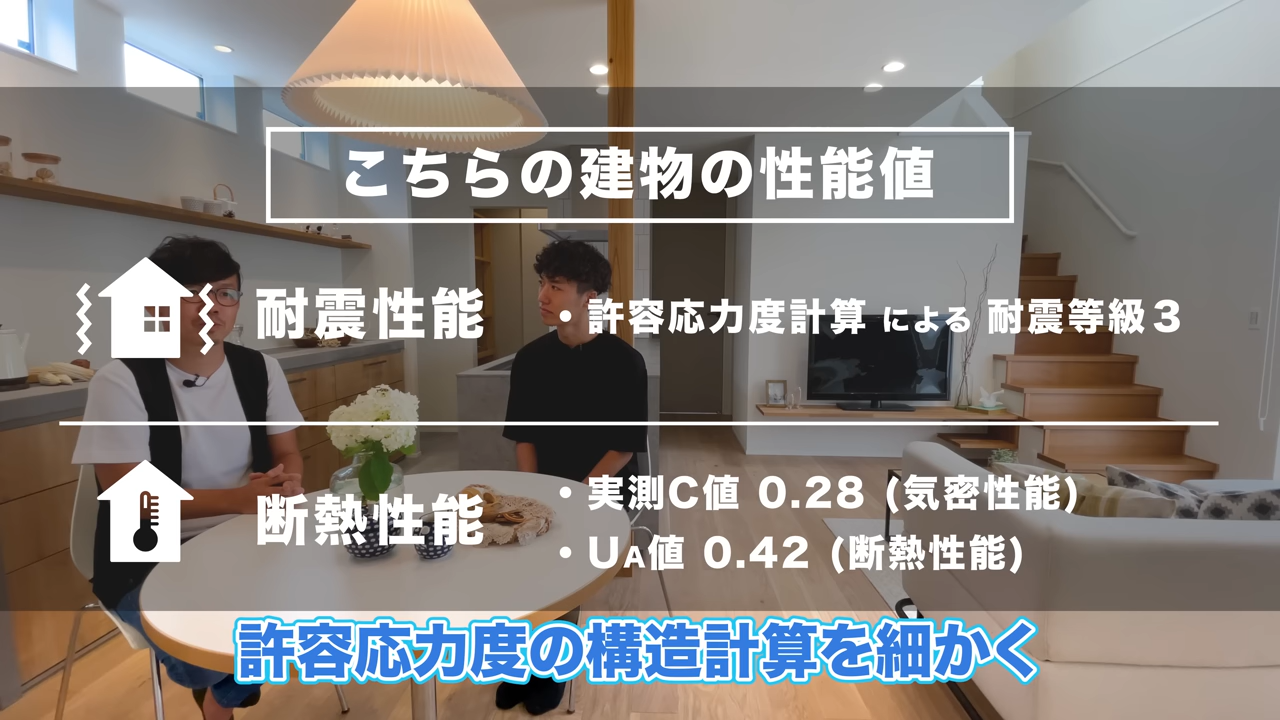 こちらの建物の性能値
耐震性能
・許容応力度計算 による 耐震等級３
断熱性能
・実測C値 0.28 (気密性能)
・UA値 0.42 (断熱性能)
許容応力度の構造計算を細かく